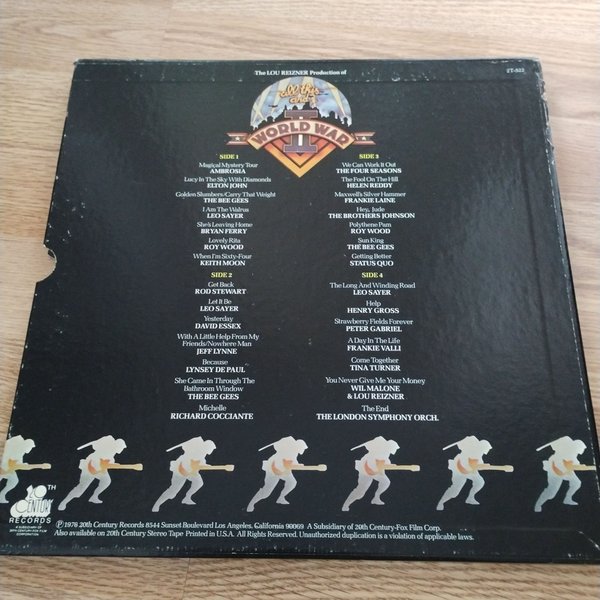 The LOU REIZNER Production of
2T-522
all this
and
WORLD WAR
II
SIDE 1
Magical Mystery Tour
AMBROSIA
Lucy In The Sky With Diamonds
ELTON JOHN
Golden Slumbers/Carry That Weight
THE BEE GEES
I Am The Walrus
LEO SAYER
She's Leaving Home
BRYAN FERRY
Lovely Rita
ROY WOOD
When I'm Sixty-Four
KEITH MOON
SIDE 2
Get Back
ROD STEWART
Let It Be
LEO SAYER
Yesterday
DAVID ESSEX
With A Little Help From My
Friends/Nowhere Man
JEFF LYNNE
Because
LYNSEY DE PAUL
She Came In Through The
Bathroom Window
THE BEE GEES
Michelle
RICHARD COCCIANTE
SIDE 3
We Can Work It Out
THE FOUR SEASONS
The Fool On The Hill
HELEN REDDY
Maxwell's Silver Hammer
FRANKIE LAINE
Hey, Jude
THE BROTHERS JOHNSON
Polythene Pam
ROY WOOD
Sun King
THE BEE GEES
Getting Better
STATUS QUO
SIDE 4
The Long And Winding Road
LEO SAYER
Help
HENRY GROSS
Strawberry Fields Forever
PETER GABRIEL
A Day In The Life
FRANKIE VALLI
Come Together
TINA TURNER
You Never Give Me Your Money
WIL MALONE
& LOU REIZNER
The End
THE LONDON SYMPHONY ORCH.
20TH
CENTURY
RECORDS
A SUBSIDIARY OF
20TH CENTURY-FOX FILM
CORPORATION
℗ 1976 20th Century Records 8544 Sunset Boulevard Los Angeles, California 90069 A Subsidiary of 20th Century-Fox Film Corp.
Also available on 20th Century Stereo Tape Printed in U.S.A. All Rights Reserved. Unauthorized duplication is a violation of applicable laws.